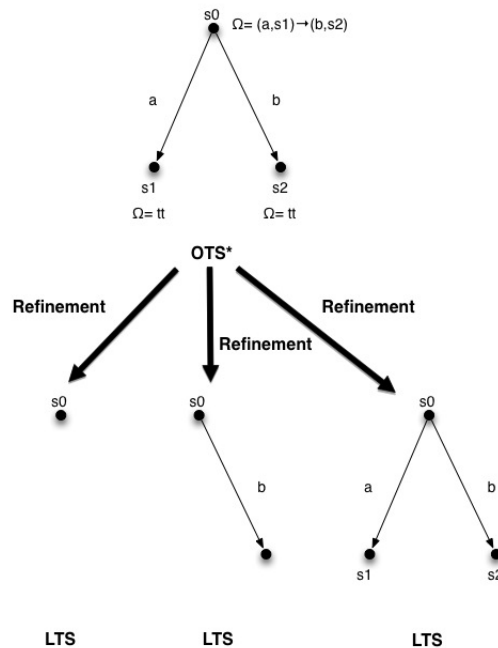 s0
Ω= (a,s1)→(b,s2)
a b
s1 s2
Ω= tt Ω= tt
OTS*
Refinement Refinement
Refinement
s0 s0 s0
b a b
s1 s2
LTS LTS LTS